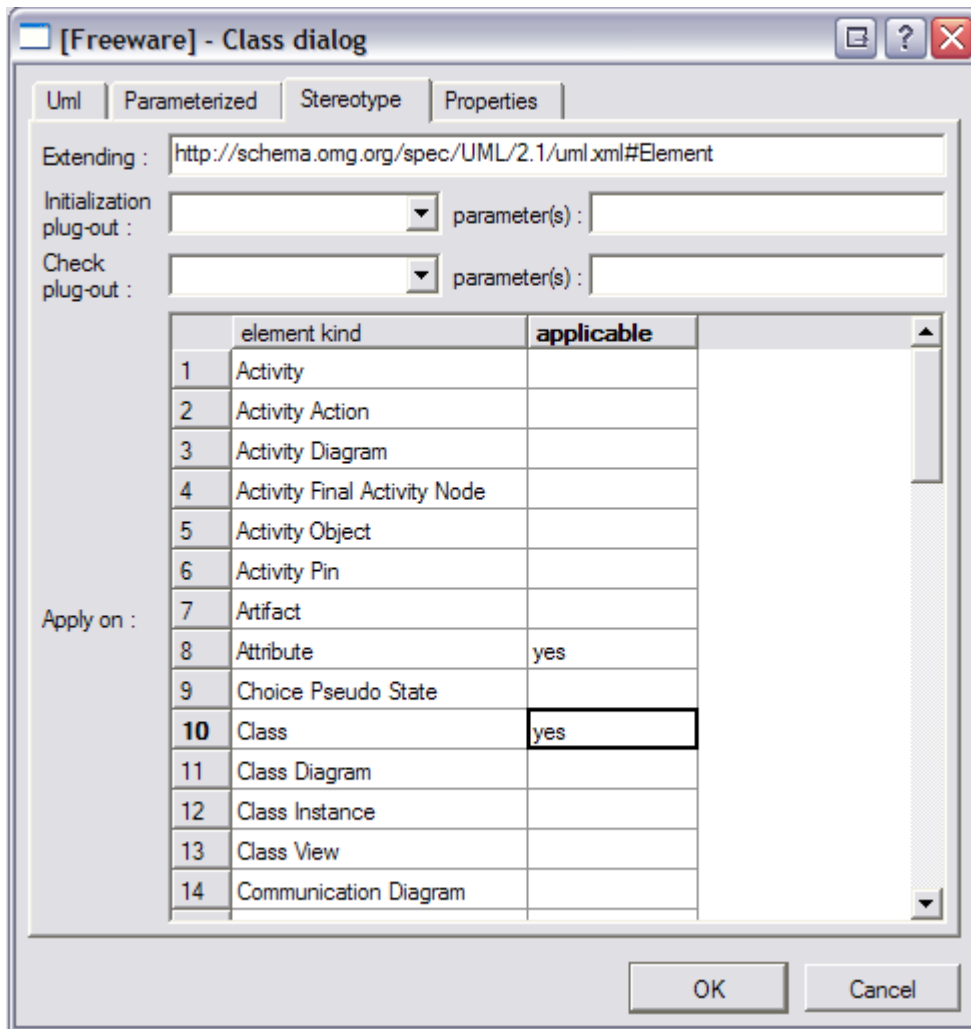 [Freeware] - Class dialog
Uml Parameterized Stereotype Properties
Extending : http://schema.omg.org/spec/UML/2.1/uml.xml#Element
Initialization
plug-out :
parameter(s) :
Check
plug-out :
parameter(s) :
Apply on :
element kind applicable
1 Activity
2 Activity Action
3 Activity Diagram
4 Activity Final Activity Node
5 Activity Object
6 Activity Pin
7 Artifact
8 Attribute yes
9 Choice Pseudo State
10 Class yes
11 Class Diagram
12 Class Instance
13 Class View
14 Communication Diagram
OK Cancel